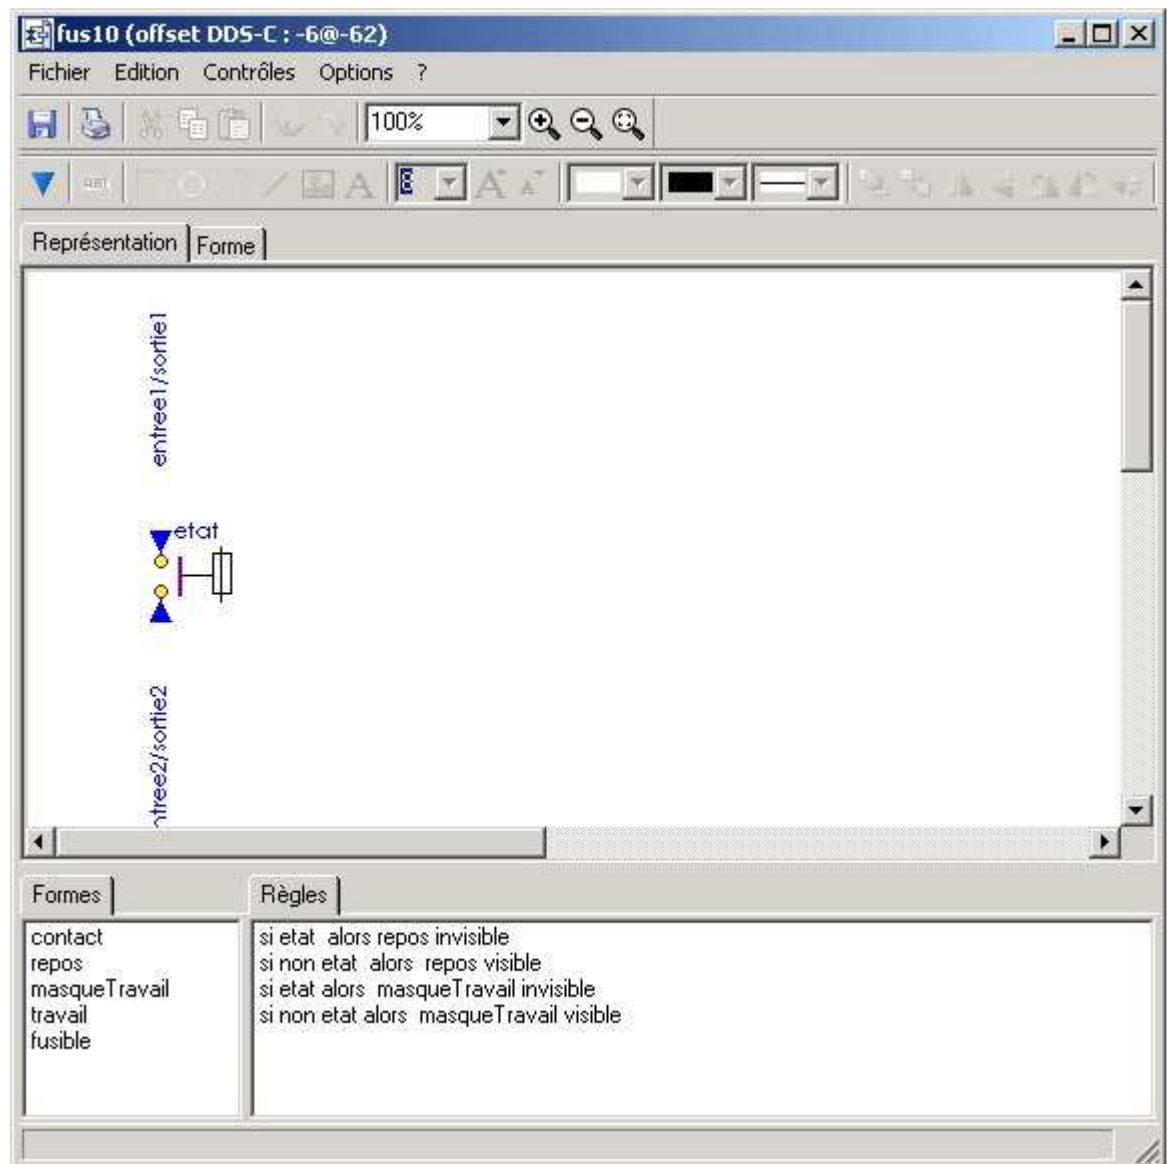 fus10 (offset DDS-C : -6@-62)
Fichier Edition Contrôles Options ?
100%
A 8 A A
Représentation Forme
entree1/sortie1
etat
ntree2/sortie2
Formes Règles
contact
repos
masqueTravail
travail
fusible
si etat alors repos invisible
si non etat alors repos visible
si etat alors masqueTravail invisible
si non etat alors masqueTravail visible